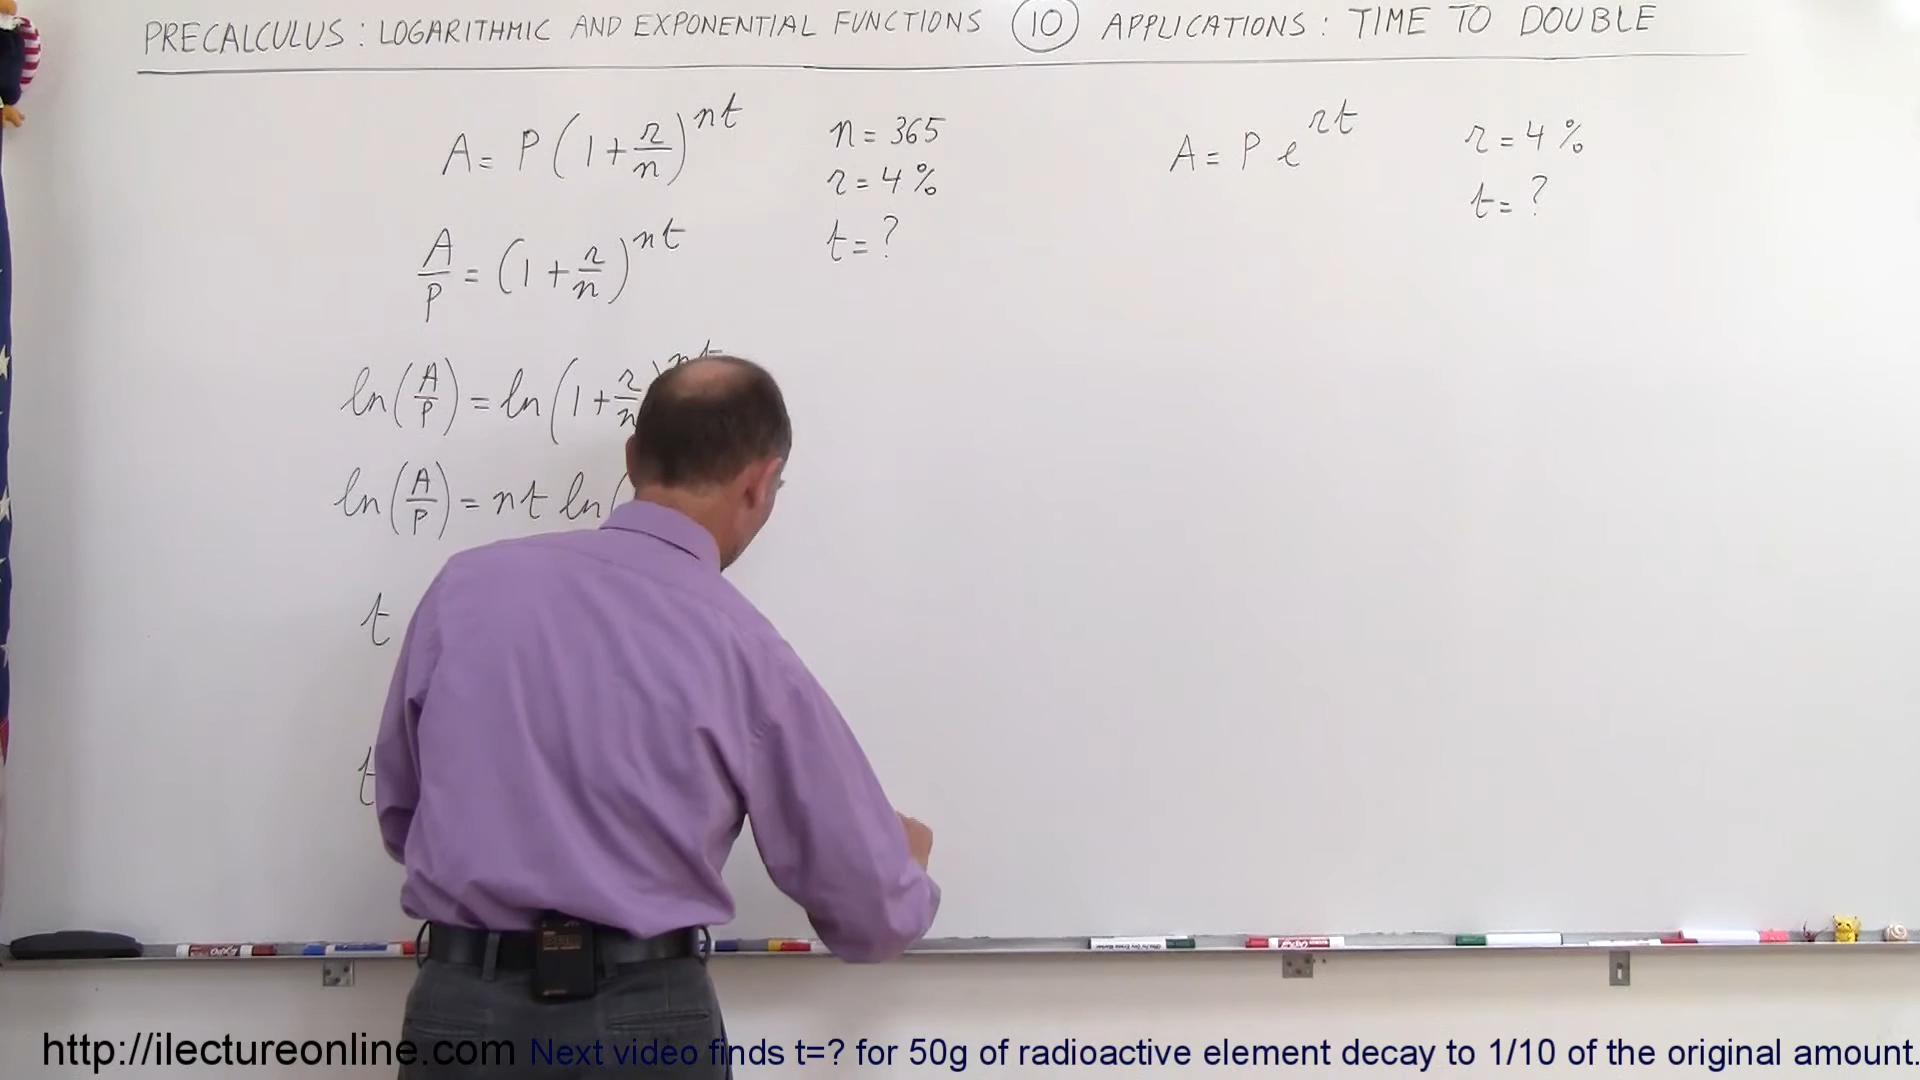 PRECALCULUS: LOGARITHMIC AND EXPONENTIAL FUNCTIONS (10) APPLICATIONS: TIME TO DOUBLE
A = P(1+r/n)^nt
n = 365
r = 4%
t = ?
A/P = (1+r/n)^nt
ln(A/P) = ln(1+r/n)^nt
ln(A/P) = nt ln(
t
t
A = P e^rt
r = 4%
t = ?
http://ilectureonline.com Next video finds t=? for 50g of radioactive element decay to 1/10 of the original amount.